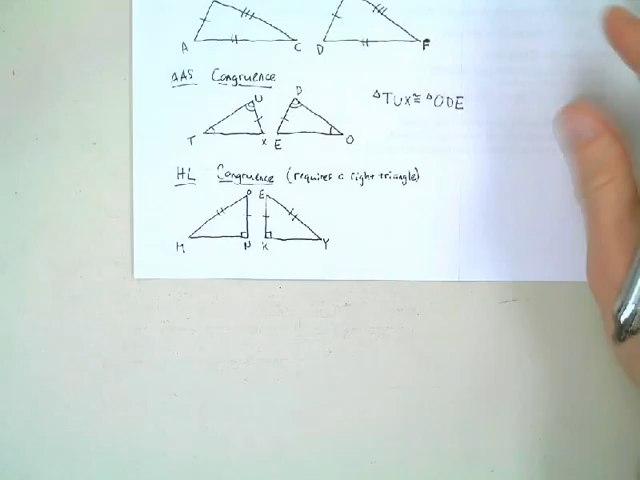 A C D F
AAS Congruence
U D
△TUX ≅ △ODE
T X E O
HL Congruence (requires a right triangle)
O E
M N K Y